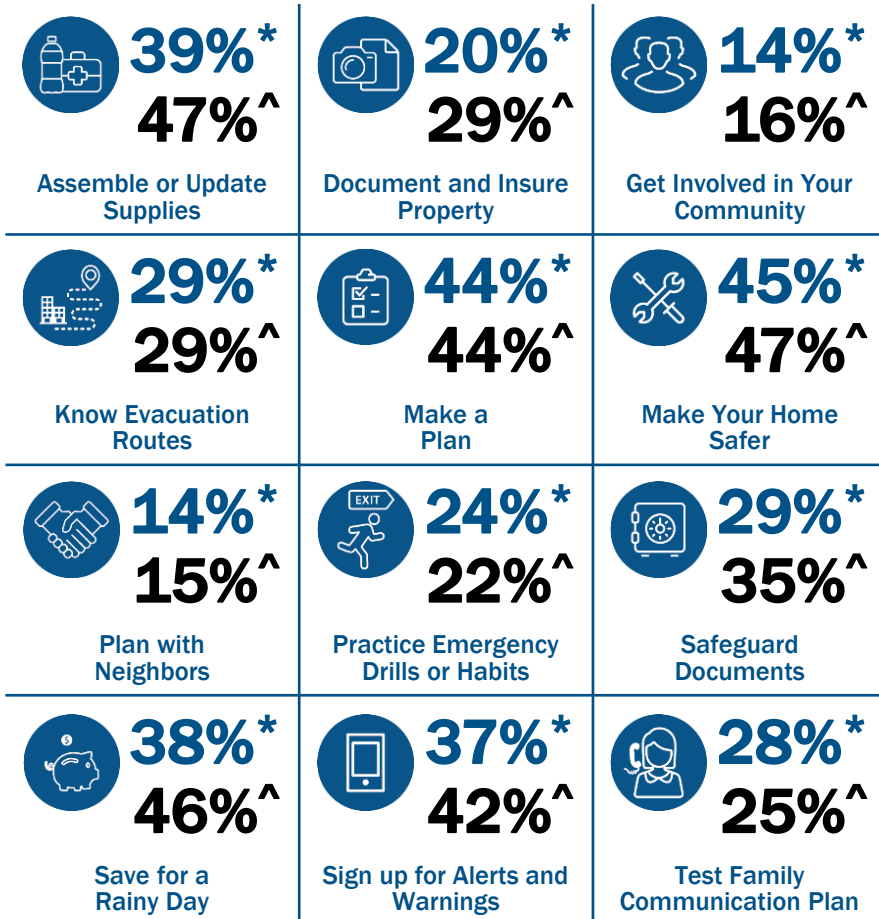 39%*
47%^
Assemble or Update
Supplies
20%*
29%^
Document and Insure
Property
14%*
16%^
Get Involved in Your
Community
29%*
29%^
Know Evacuation
Routes
44%*
44%^
Make a
Plan
45%*
47%^
Make Your Home
Safer
14%*
15%^
Plan with
Neighbors
EXIT
24%*
22%^
Practice Emergency
Drills or Habits
29%*
35%^
Safeguard
Documents
$
38%*
46%^
Save for a
Rainy Day
37%*
42%^
Sign up for Alerts and
Warnings
28%*
25%^
Test Family
Communication Plan